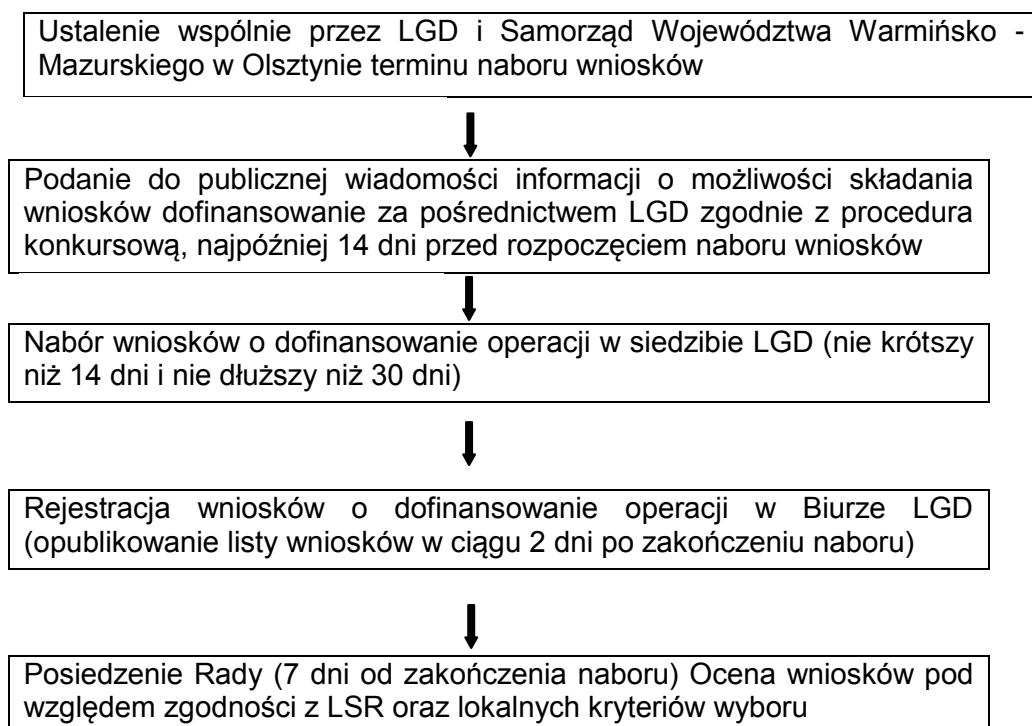 Ustalenie wspólnie przez LGD i Samorząd Województwa Warmińsko -
Mazurskiego w Olsztynie terminu naboru wniosków
Podanie do publicznej wiadomości informacji o możliwości składania
wniosków dofinansowanie za pośrednictwem LGD zgodnie z procedura
konkursową, najpóźniej 14 dni przed rozpoczęciem naboru wniosków
Nabór wniosków o dofinansowanie operacji w siedzibie LGD (nie krótszy
niż 14 dni i nie dłuższy niż 30 dni)
Rejestracja wniosków o dofinansowanie operacji w Biurze LGD
(opublikowanie listy wniosków w ciągu 2 dni po zakończeniu naboru)
Posiedzenie Rady (7 dni od zakończenia naboru) Ocena wniosków pod
względem zgodności z LSR oraz lokalnych kryteriów wyboru